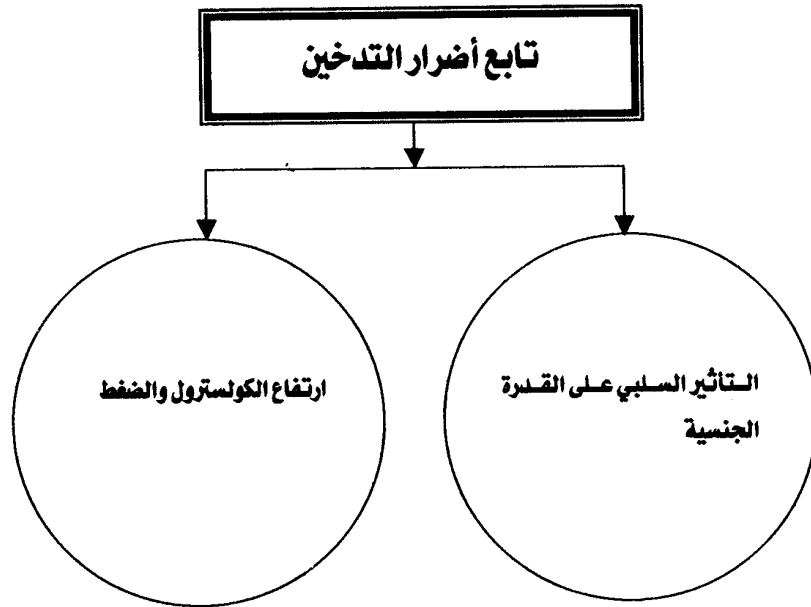 تابع أضرار التدخين
التأثير السلبي على القدرة
الجنسية
ارتفاع الكولسترول والضغط